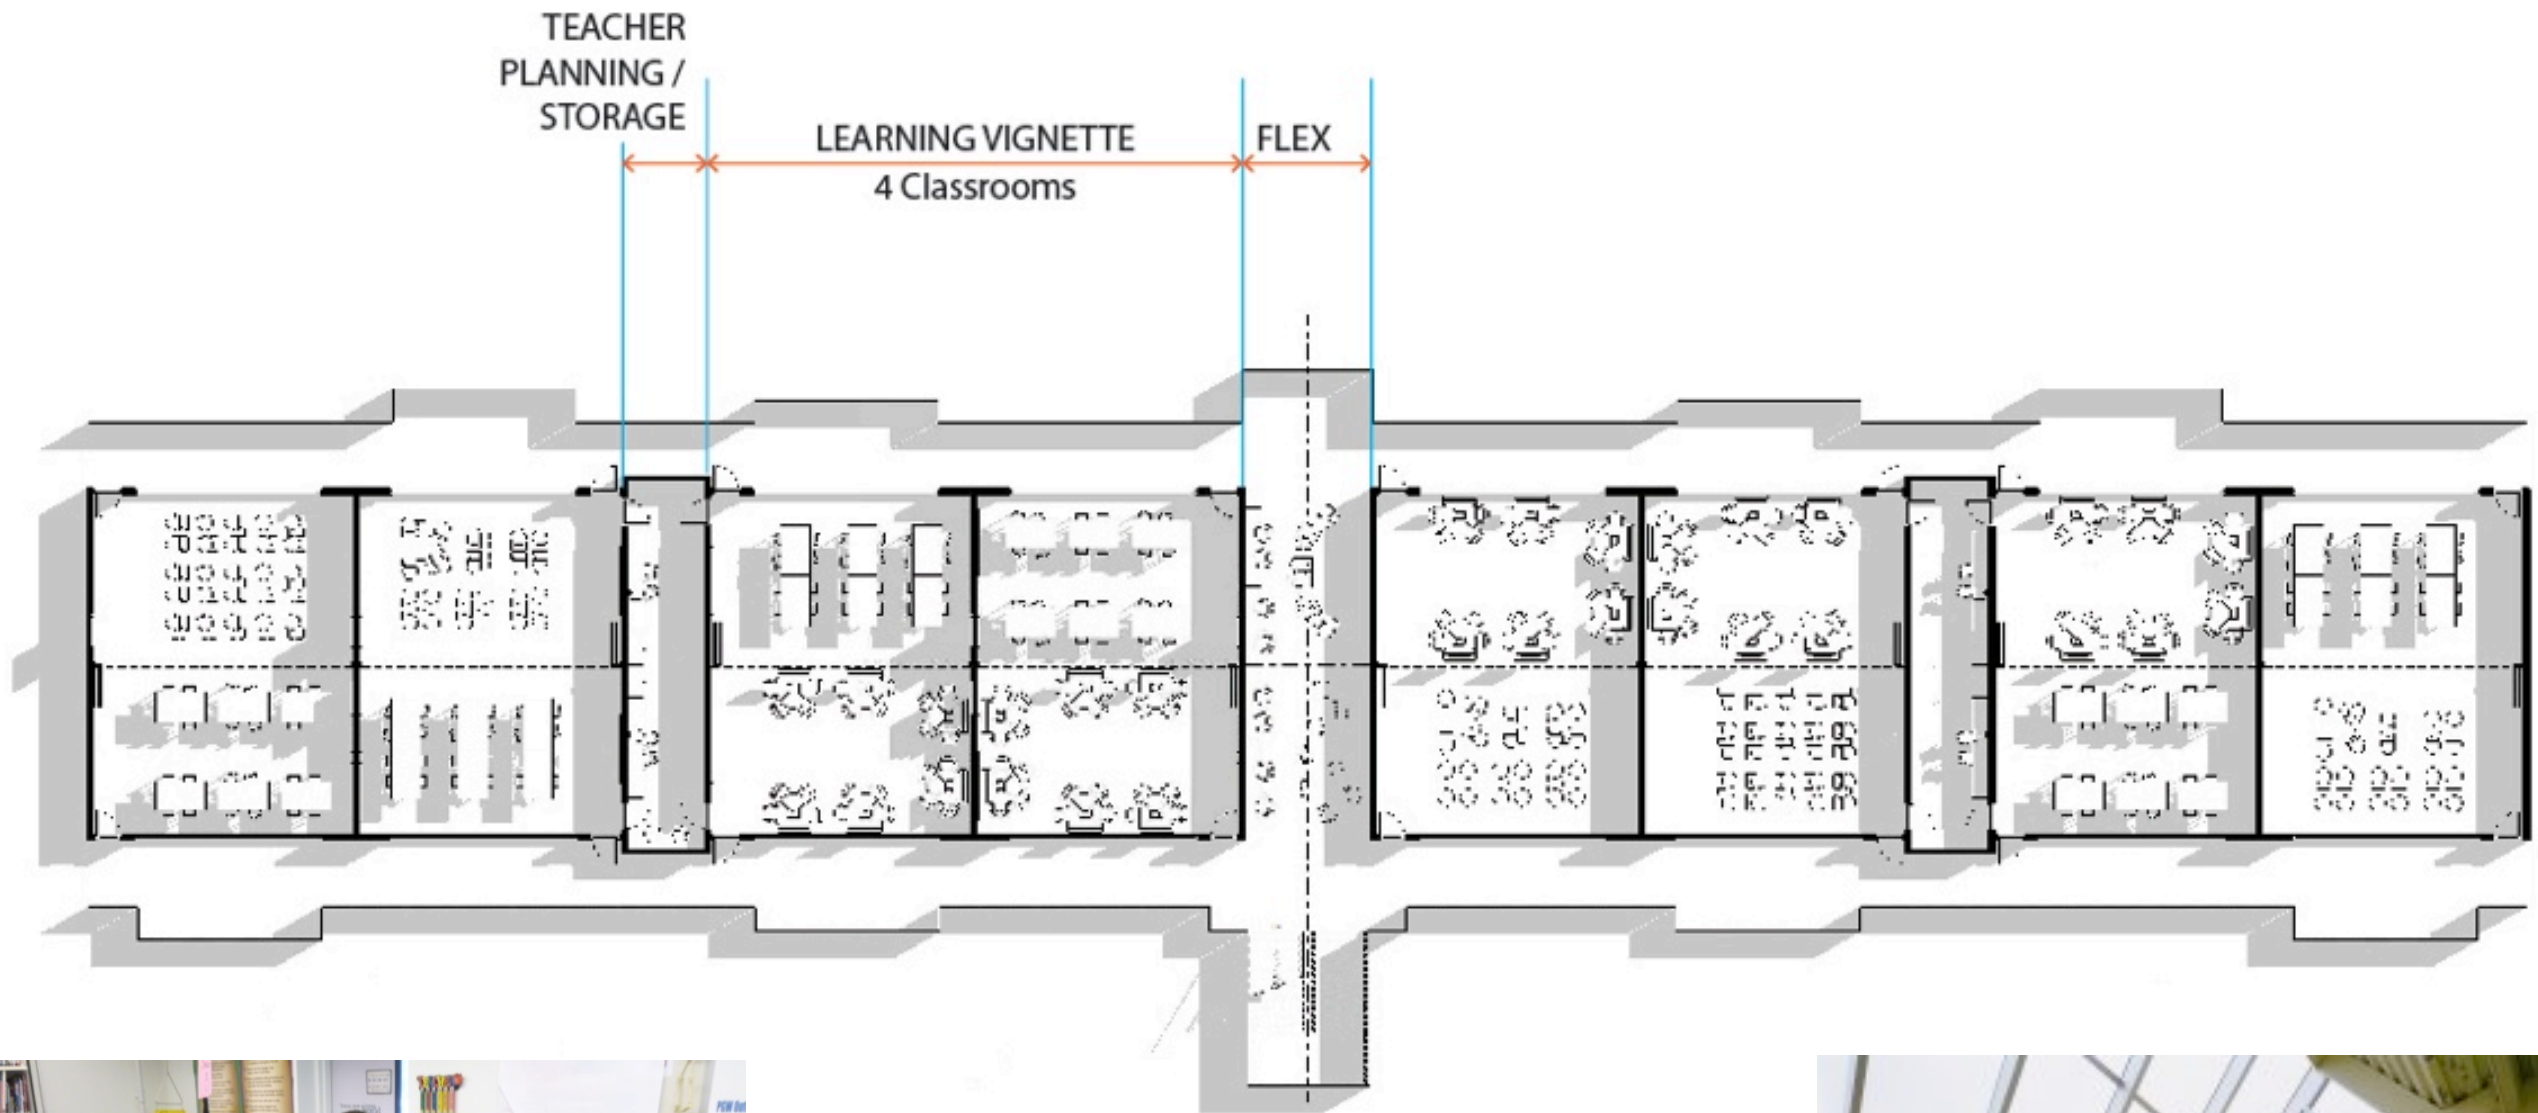 TEACHER
PLANNING /
STORAGE
LEARNING VIGNETTE
4 Classrooms
FLEX